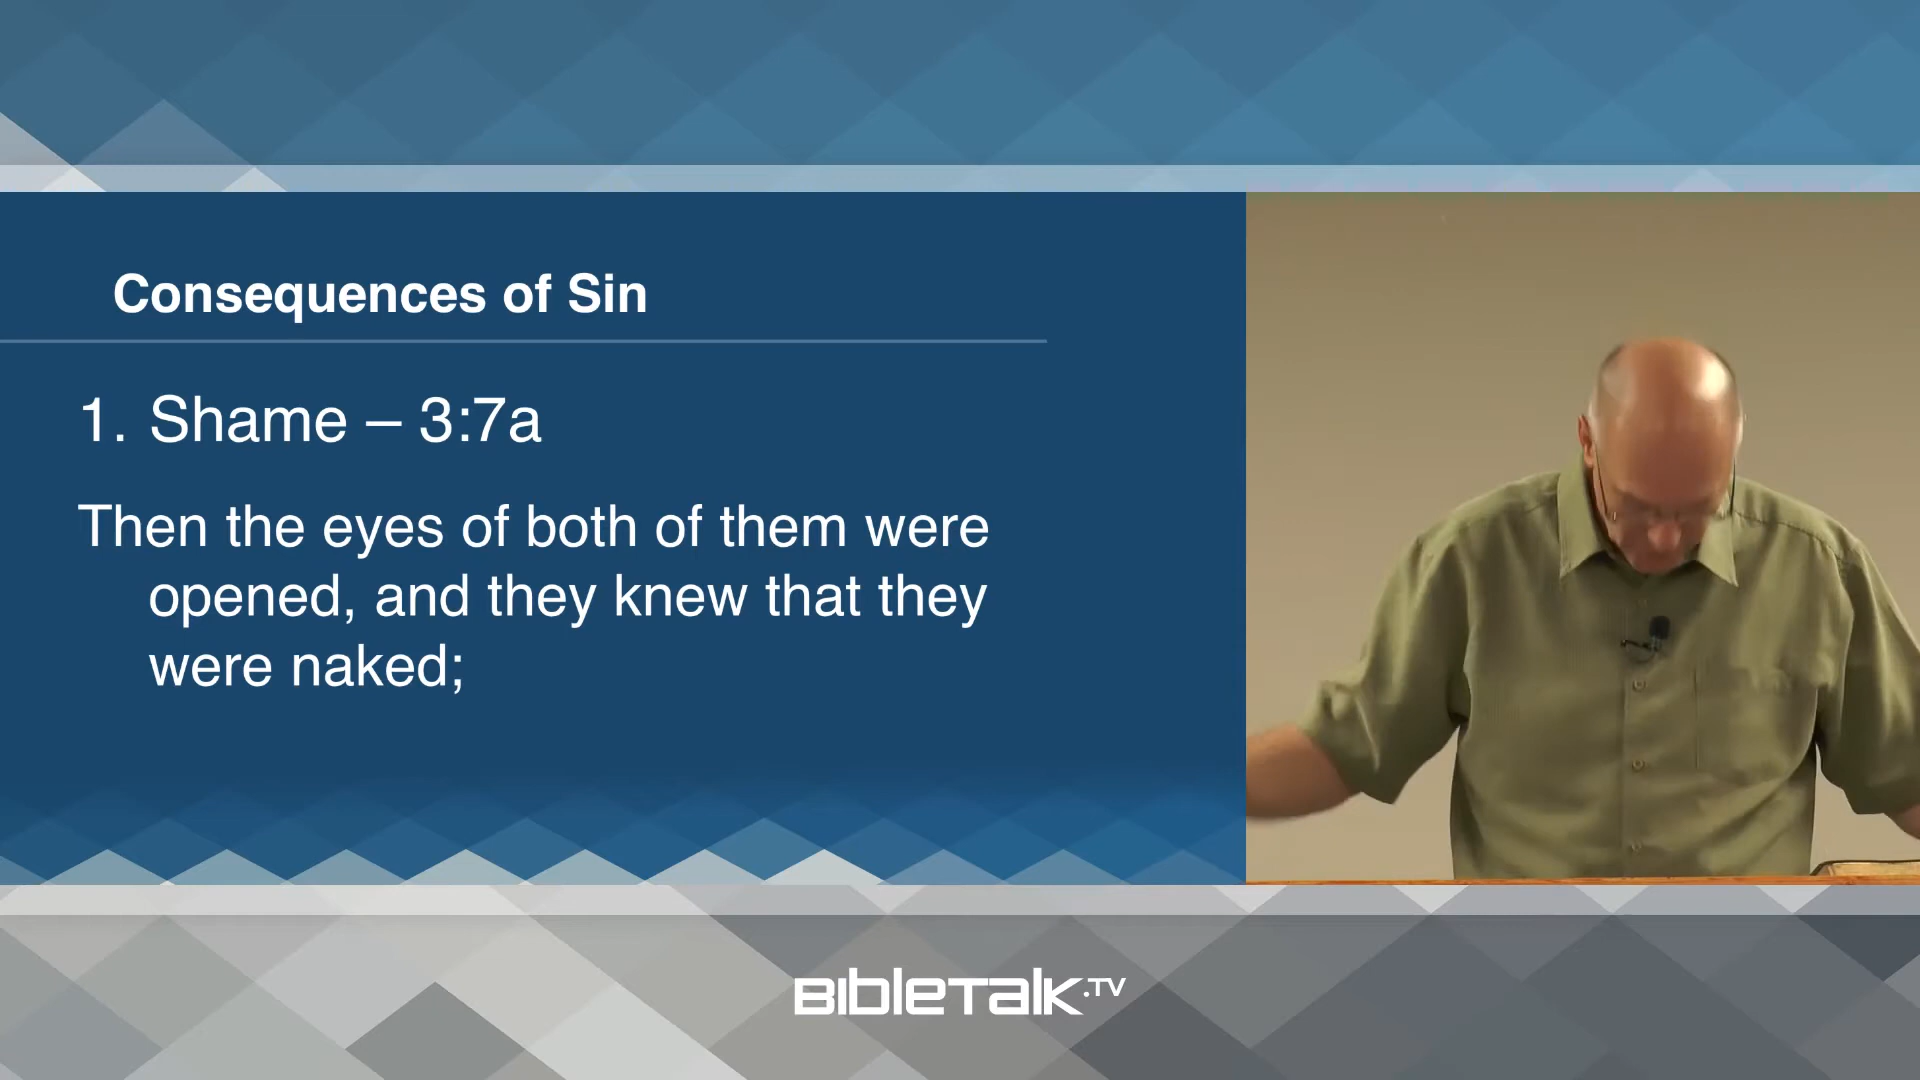 Consequences of Sin
1. Shame – 3:7a
Then the eyes of both of them were
opened, and they knew that they
were naked;
BIBLETALK.TV